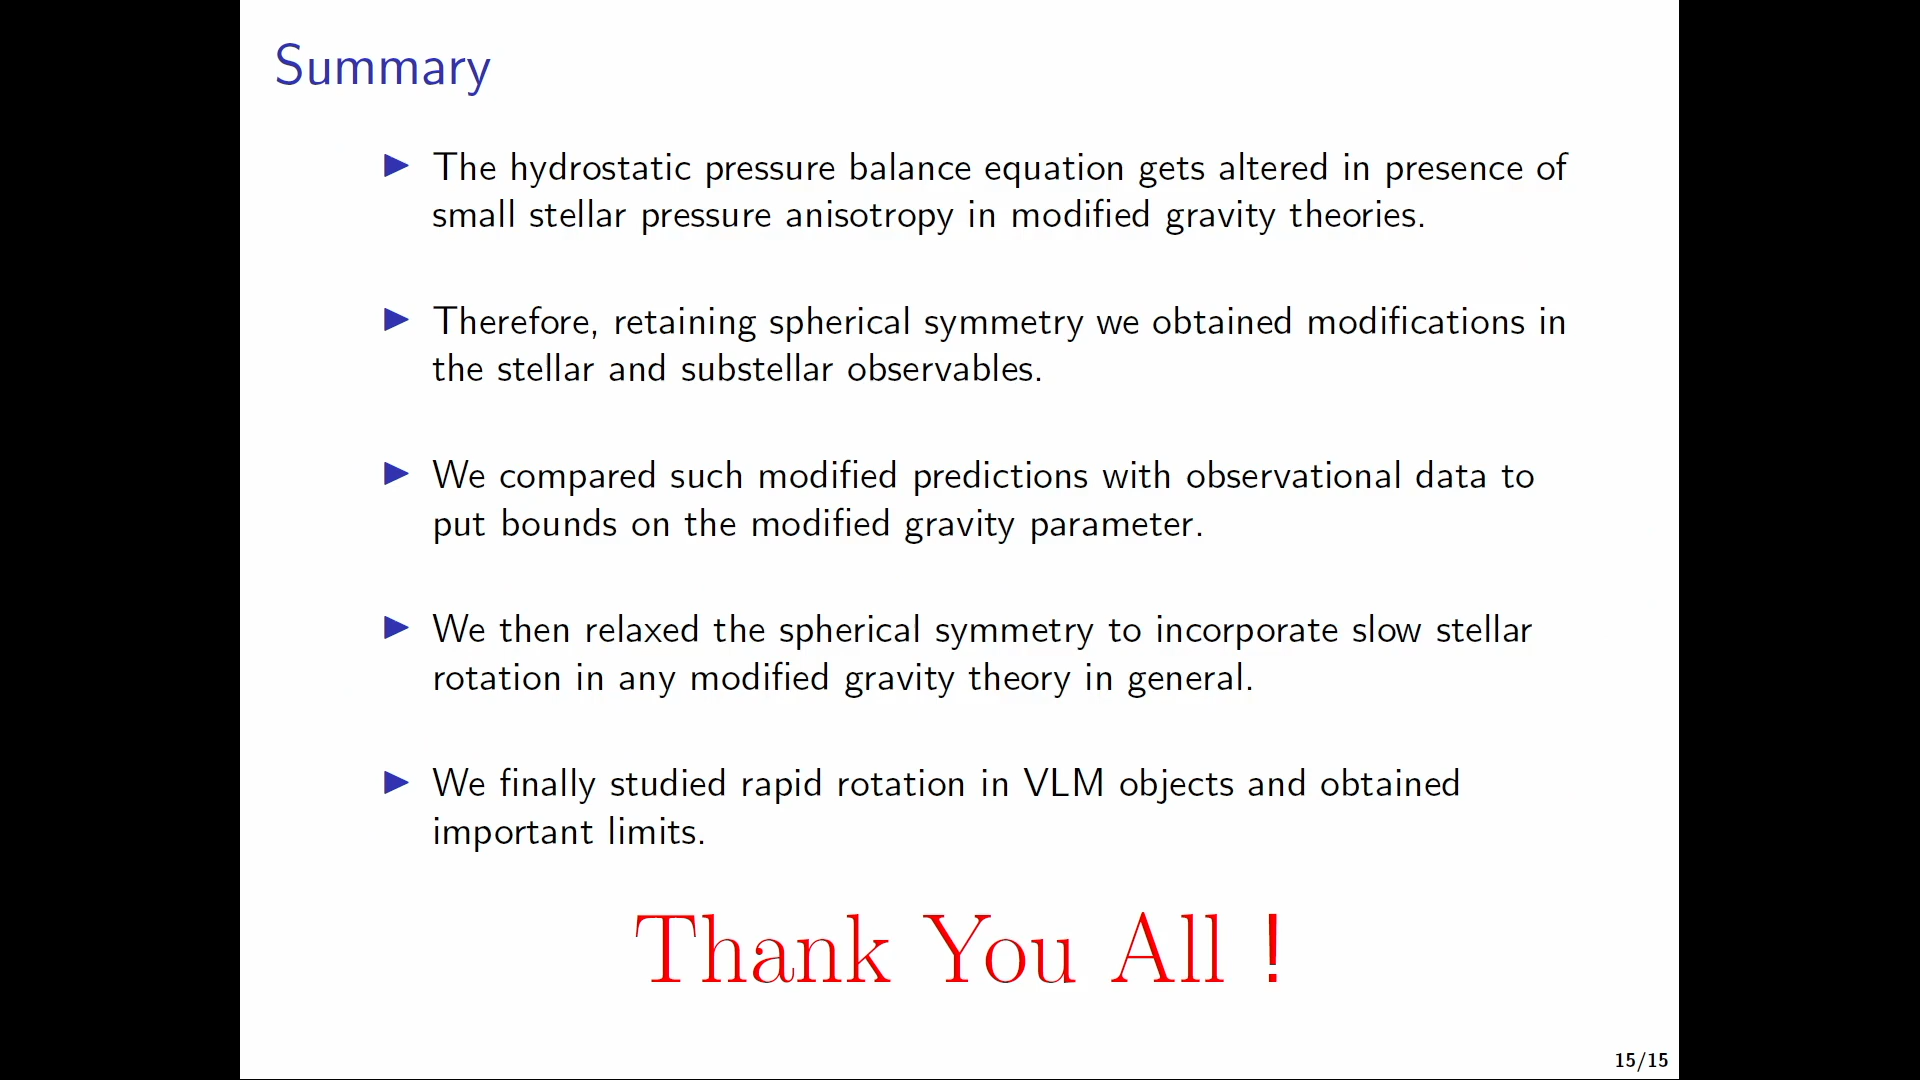 Summary
The hydrostatic pressure balance equation gets altered in presence of
small stellar pressure anisotropy in modified gravity theories.
Therefore, retaining spherical symmetry we obtained modifications in
the stellar and substellar observables.
We compared such modified predictions with observational data to
put bounds on the modified gravity parameter.
We then relaxed the spherical symmetry to incorporate slow stellar
rotation in any modified gravity theory in general.
We finally studied rapid rotation in VLM objects and obtained
important limits.
Thank You All !
15/15